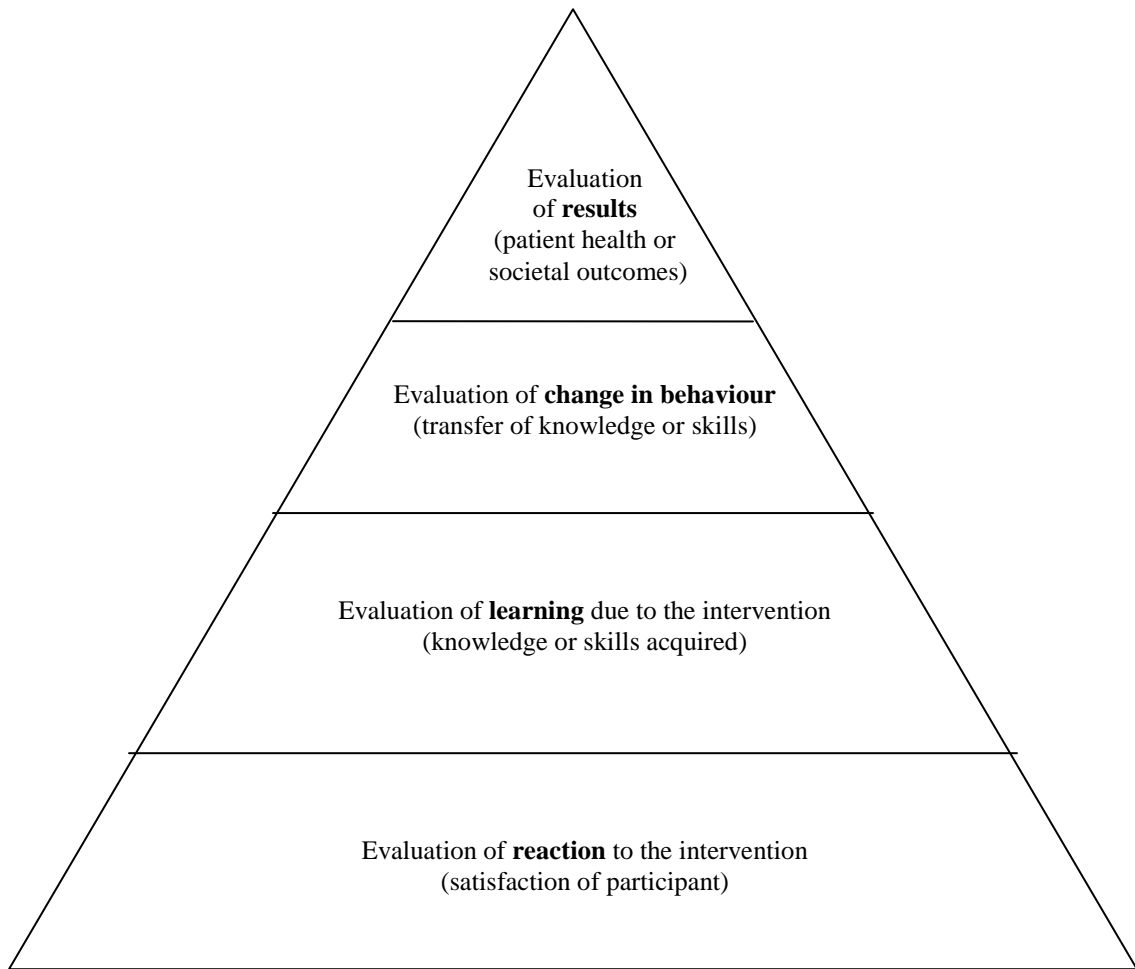 Evaluation
of results
(patient health or
societal outcomes)
Evaluation of change in behaviour
(transfer of knowledge or skills)
Evaluation of learning due to the intervention
(knowledge or skills acquired)
Evaluation of reaction to the intervention
(satisfaction of participant)